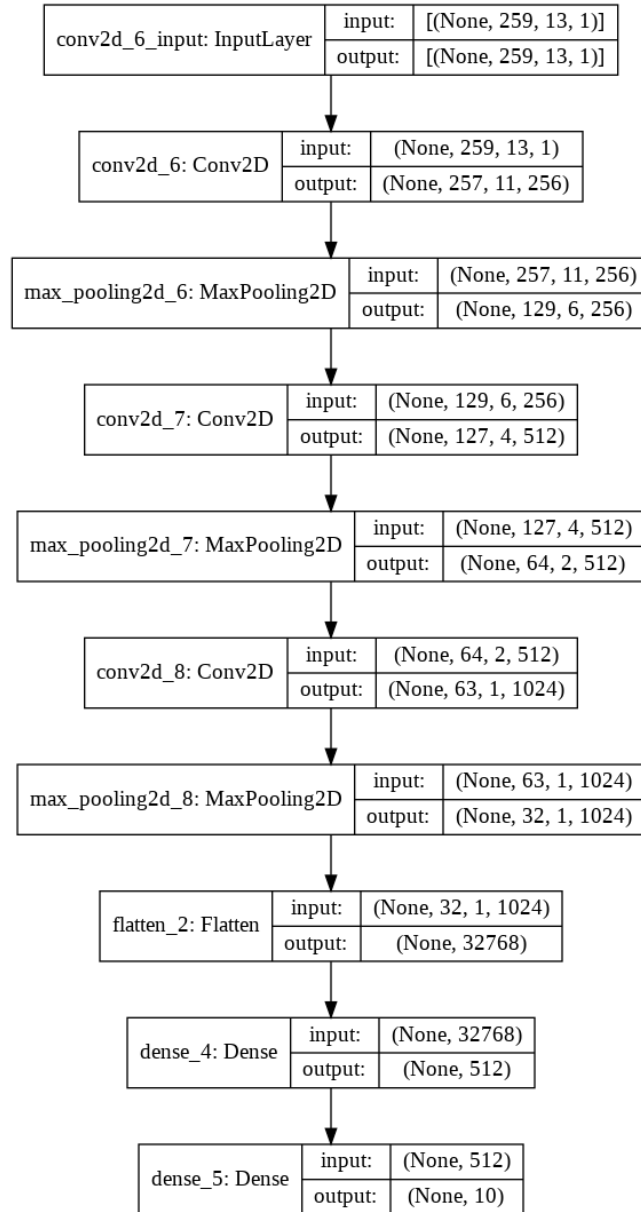 conv2d_6_input: InputLayer
input: [(None, 259, 13, 1)]
output: [(None, 259, 13, 1)]
conv2d_6: Conv2D
input: (None, 259, 13, 1)
output: (None, 257, 11, 256)
max_pooling2d_6: MaxPooling2D
input: (None, 257, 11, 256)
output: (None, 129, 6, 256)
conv2d_7: Conv2D
input: (None, 129, 6, 256)
output: (None, 127, 4, 512)
max_pooling2d_7: MaxPooling2D
input: (None, 127, 4, 512)
output: (None, 64, 2, 512)
conv2d_8: Conv2D
input: (None, 64, 2, 512)
output: (None, 63, 1, 1024)
max_pooling2d_8: MaxPooling2D
input: (None, 63, 1, 1024)
output: (None, 32, 1, 1024)
flatten_2: Flatten
input: (None, 32, 1, 1024)
output: (None, 32768)
dense_4: Dense
input: (None, 32768)
output: (None, 512)
dense_5: Dense
input: (None, 512)
output: (None, 10)